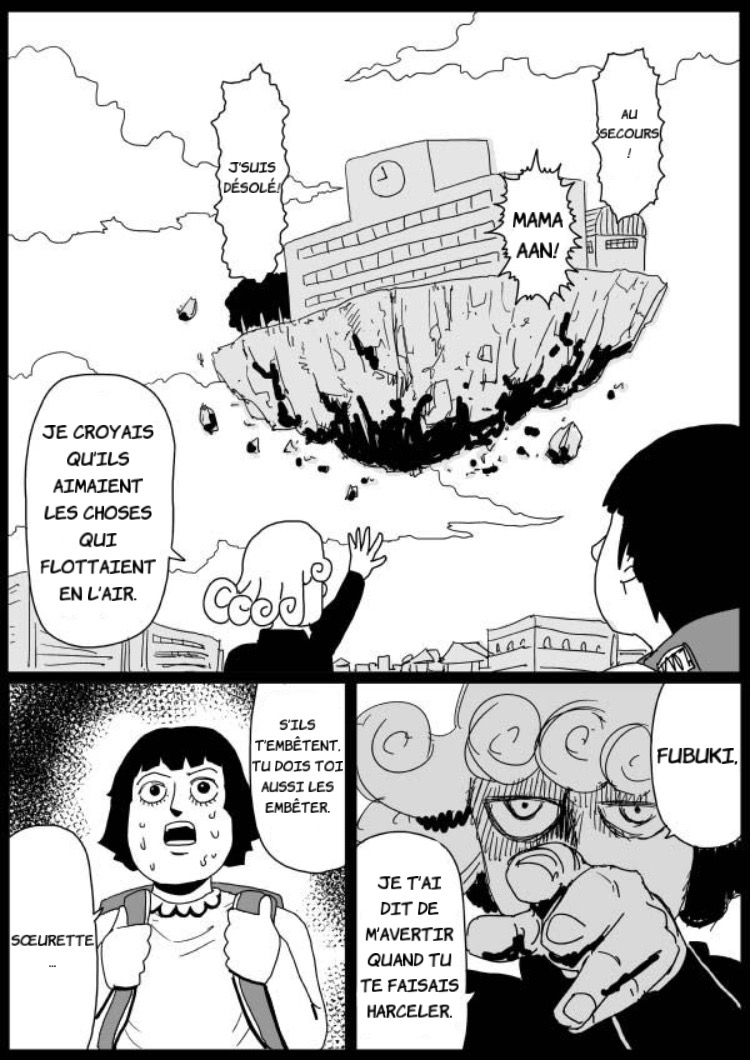 AU
SECOURS
!
MAMA
AAN!
J'SUIS
DÉSOLÉ!
JE CROYAIS
QU'ILS
AIMAIENT
LES CHOSES
QUI
FLOTTAIENT
EN L'AIR.
FUBUKI,
JE T'AI
DIT DE
M'AVERTIR
QUAND TU
TE FAISAIS
HARCELER.
S'ILS
T'EMBÊTENT,
TU DOIS TOI
AUSSI LES
EMBÊTER.
SŒURETTE
...